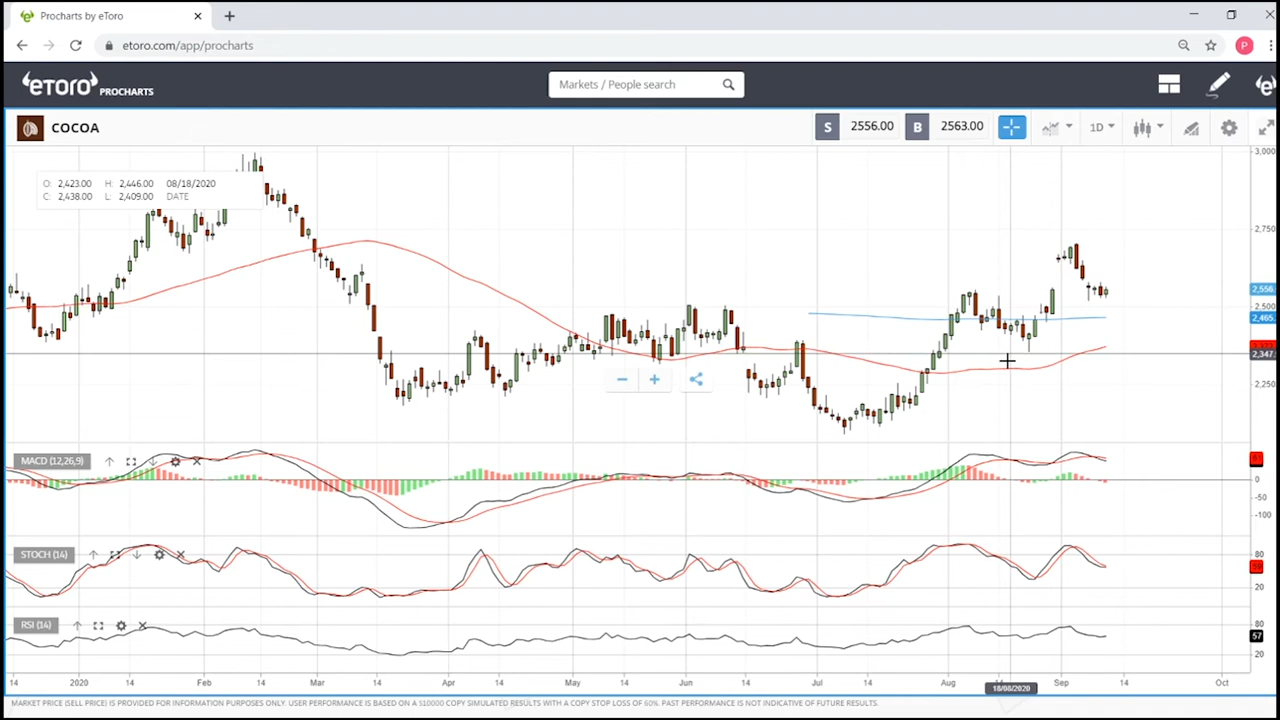 Procharts by eToro
etoro.com/app/procharts
P
eTORO PROCHARTS
Markets / People search
COCOA
S 2556.00 B 2563.00 1D
O: 2,423.00 H: 2,446.00 08/18/2020
C: 2,438.00 L: 2,409.00 DATE
3,000
2,750
2,556
2,500
2,465
2,347
2,250
MACD (12,26,9)
0
-50
-100
STOCH (14)
80
59
20
RSI (14)
80
57
20
14 2020 14 Feb 14 Mar 14 Apr 14 May 14 Jun 14 Jul 14 Aug Sep 14 Oct
18/08/2020
MARKET PRICE (SELL PRICE) IS PROVIDED FOR INFORMATION PURPOSES ONLY. USER PERFORMANCE IS BASED ON A $10000 COPY SIMULATED RESULTS WITH A COPY STOP LOSS OF 60%. PAST PERFORMANCE IS NOT INDICATIVE OF FUTURE RESULTS.